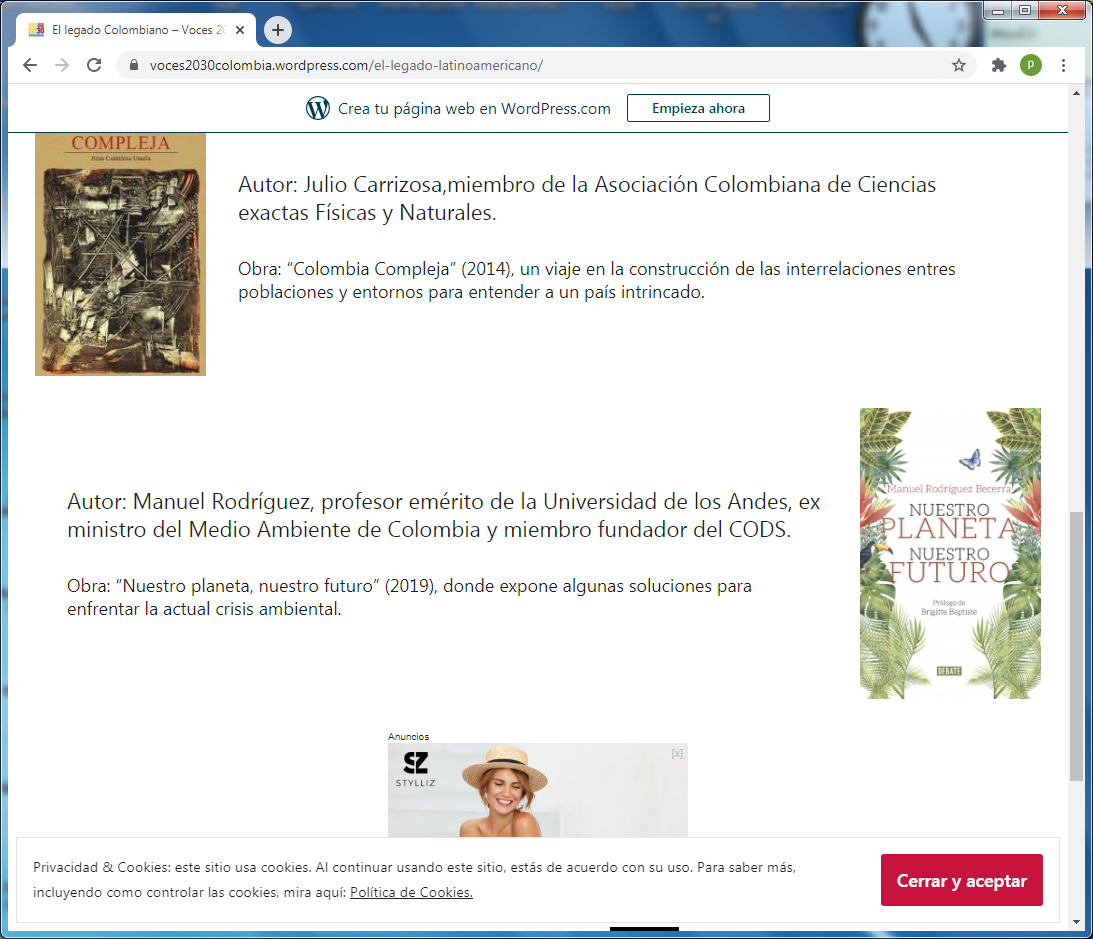 El legado Colombiano – Voces 20
voces2030colombia.wordpress.com/el-legado-latinoamericano/
P
Crea tu página web en WordPress.com
Empieza ahora
COMPLEJA
Autor: Julio Carrizosa,miembro de la Asociación Colombiana de Ciencias
exactas Físicas y Naturales.
Obra: “Colombia Compleja” (2014), un viaje en la construcción de las interrelaciones entres
poblaciones y entornos para entender a un país intrincado.
Autor: Manuel Rodríguez, profesor emérito de la Universidad de los Andes, ex
ministro del Medio Ambiente de Colombia y miembro fundador del CODS.
Obra: “Nuestro planeta, nuestro futuro” (2019), donde expone algunas soluciones para
enfrentar la actual crisis ambiental.
Manuel Rodríguez Becerra
NUESTRO
PLANETA
NUESTRO
FUTURO
Prólogo de
Brigitte Baptiste
DEBATE
Anuncios
SZ
STYLLIZ
[x]
Privacidad & Cookies: este sitio usa cookies. Al continuar usando este sitio, estás de acuerdo con su uso. Para saber más,
incluyendo como controlar las cookies, mira aquí: Política de Cookies.
Cerrar y aceptar